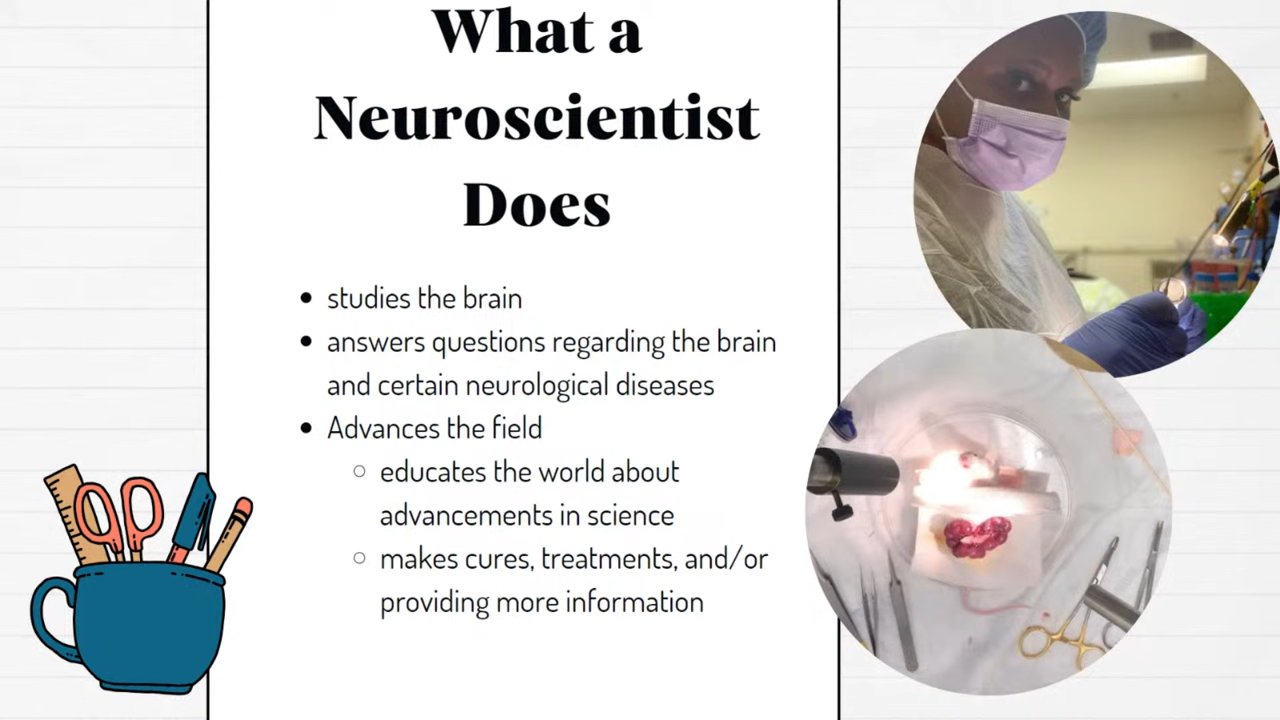 What a
Neuroscientist
Does
• studies the brain
• answers questions regarding the brain
and certain neurological diseases
• Advances the field
○ educates the world about
advancements in science
○ makes cures, treatments, and/or
providing more information